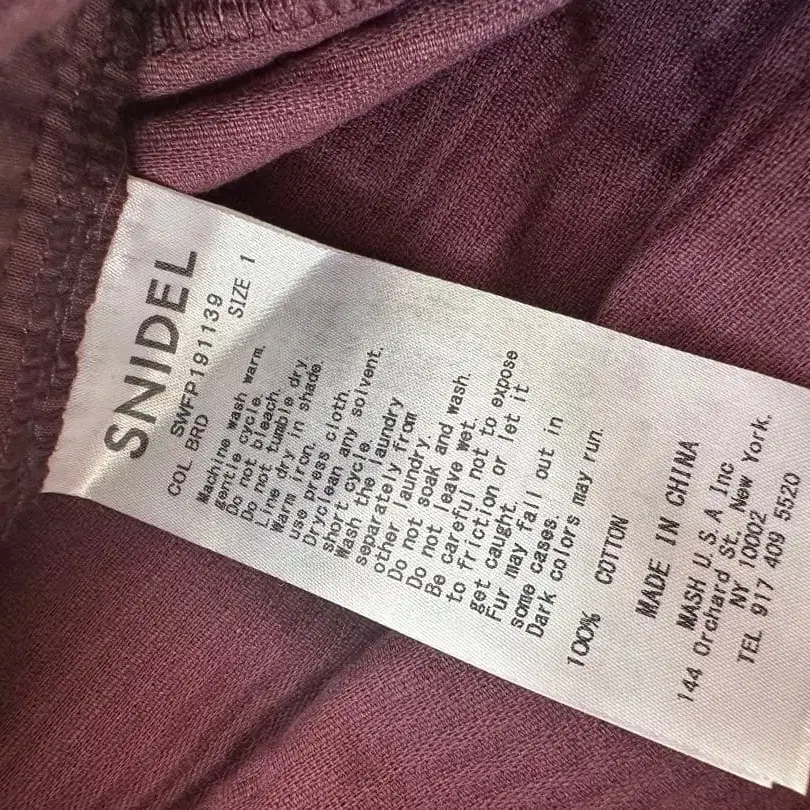 SNIDEL
SWFP191139
COL BRD SIZE 1
Machine wash warm.
gentle cycle.
Do not bleach.
Do not tumble dry
Line dry in shade.
Warm iron.
use press cloth.
Dryclean any solvent.
short cycle.
Wash the laundry
separately from
other laundry.
Do not soak and wash.
Do not leave wet.
Be careful not to expose
to friction or let it
get caught.
Fur may fall out in
some cases.
Dark colors may run.
100% COTTON
MADE IN CHINA
MASH U.S.A Inc
144 Orchard St. New York.
NY 10002
TEL 917 409 5520